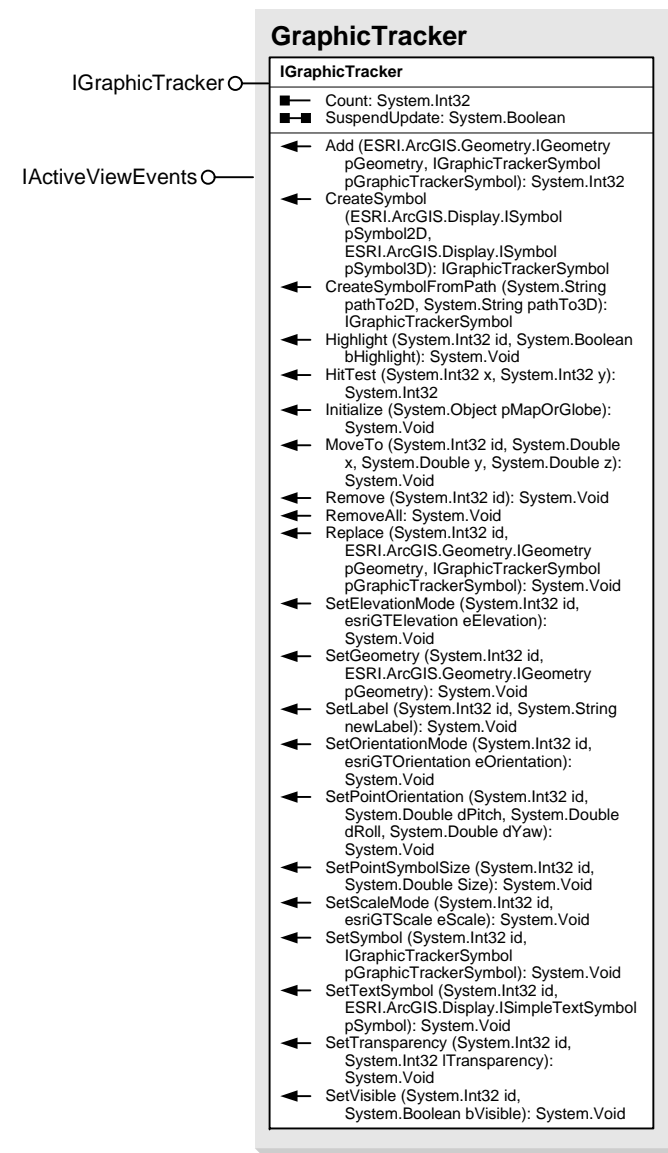 GraphicTracker
IGraphicTracker
IGraphicTracker
Count: System.Int32
SuspendUpdate: System.Boolean
IActiveViewEvents
Add (ESRI.ArcGIS.Geometry.IGeometry
pGeometry, IGraphicTrackerSymbol
pGraphicTrackerSymbol): System.Int32
CreateSymbol
(ESRI.ArcGIS.Display.ISymbol
pSymbol2D,
ESRI.ArcGIS.Display.ISymbol
pSymbol3D): IGraphicTrackerSymbol
CreateSymbolFromPath (System.String
pathTo2D, System.String pathTo3D):
IGraphicTrackerSymbol
Highlight (System.Int32 id, System.Boolean
bHighlight): System.Void
HitTest (System.Int32 x, System.Int32 y):
System.Int32
Initialize (System.Object pMapOrGlobe):
System.Void
MoveTo (System.Int32 id, System.Double
x, System.Double y, System.Double z):
System.Void
Remove (System.Int32 id): System.Void
RemoveAll: System.Void
Replace (System.Int32 id,
ESRI.ArcGIS.Geometry.IGeometry
pGeometry, IGraphicTrackerSymbol
pGraphicTrackerSymbol): System.Void
SetElevationMode (System.Int32 id,
esriGTElevation eElevation):
System.Void
SetGeometry (System.Int32 id,
ESRI.ArcGIS.Geometry.IGeometry
pGeometry): System.Void
SetLabel (System.Int32 id, System.String
newLabel): System.Void
SetOrientationMode (System.Int32 id,
esriGTOrientation eOrientation):
System.Void
SetPointOrientation (System.Int32 id,
System.Double dPitch, System.Double
dRoll, System.Double dYaw):
System.Void
SetPointSymbolSize (System.Int32 id,
System.Double Size): System.Void
SetScaleMode (System.Int32 id,
esriGTScale eScale): System.Void
SetSymbol (System.Int32 id,
IGraphicTrackerSymbol
pGraphicTrackerSymbol): System.Void
SetTextSymbol (System.Int32 id,
ESRI.ArcGIS.Display.ISimpleTextSymbol
pSymbol): System.Void
SetTransparency (System.Int32 id,
System.Int32 lTransparency):
System.Void
SetVisible (System.Int32 id,
System.Boolean bVisible): System.Void